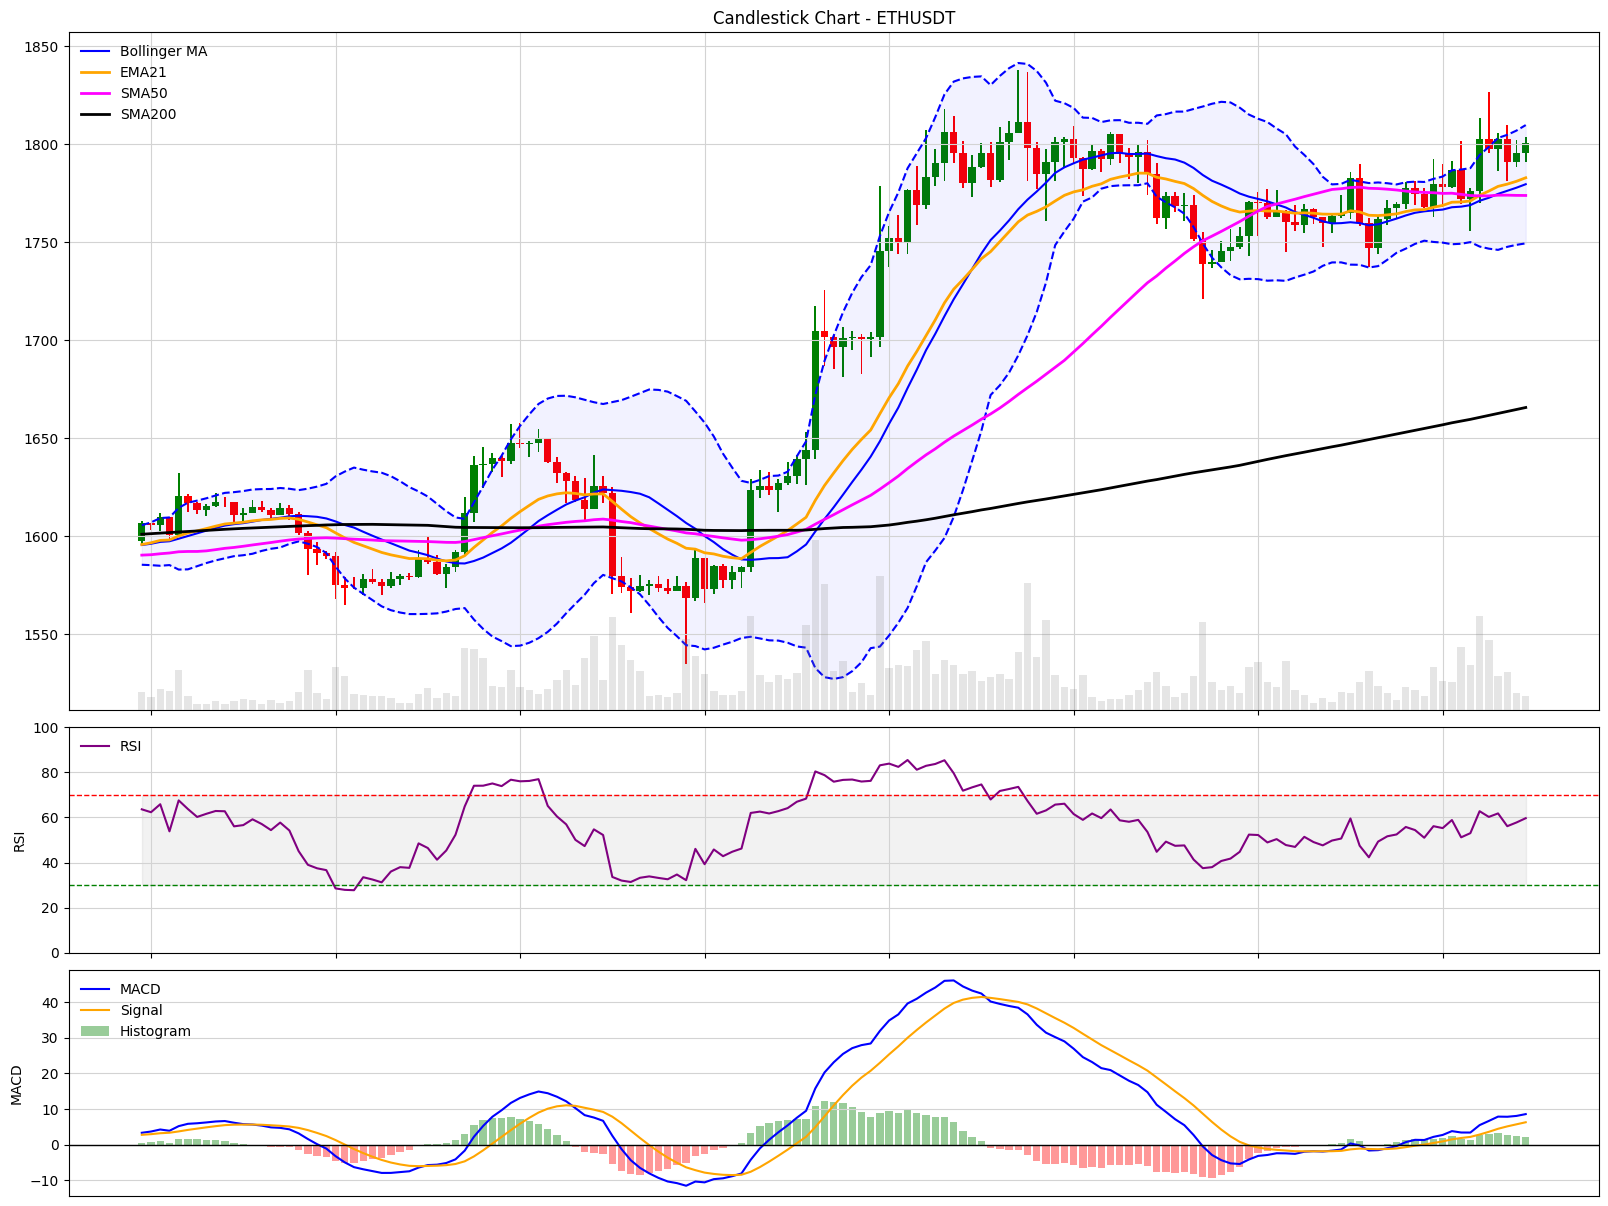 Candlestick Chart - ETHUSDT
1850
1800
1750
1700
1650
1600
1550
Bollinger MA
EMA21
SMA50
SMA200
100
80
60
40
20
0
RSI
RSI
40
30
20
10
0
−10
MACD
MACD
Signal
Histogram